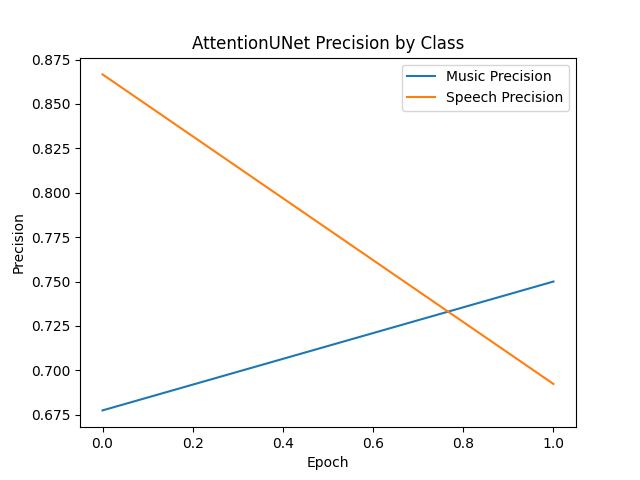 AttentionUNet Precision by Class
Music Precision
Speech Precision
Precision
0.875
0.850
0.825
0.800
0.775
0.750
0.725
0.700
0.675
0.0 0.2 0.4 0.6 0.8 1.0
Epoch